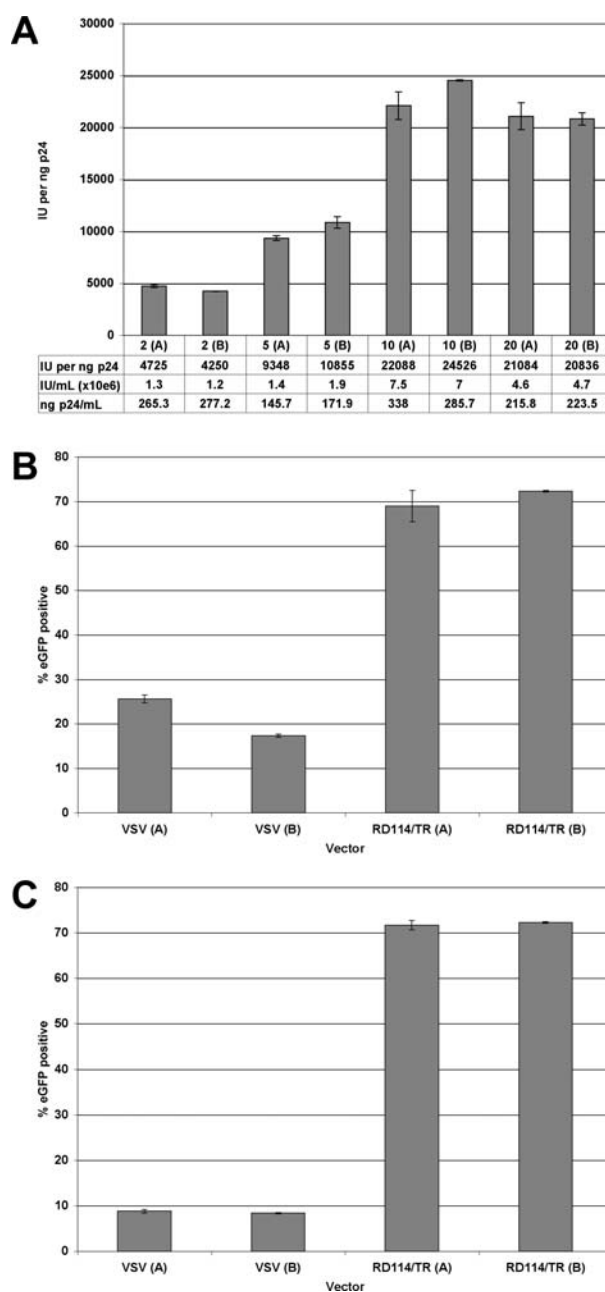 A
30000
25000
20000
15000
10000
5000
0
IU per ng p24
2 (A) 2 (B) 5 (A) 5 (B) 10 (A) 10 (B) 20 (A) 20 (B)
IU per ng p24 4725 4250 9348 10855 22088 24526 21084 20836
IU/mL (x10e6) 1.3 1.2 1.4 1.9 7.5 7 4.6 4.7
ng p24/mL 265.3 277.2 145.7 171.9 338 285.7 215.8 223.5
B
80
70
60
50
40
30
20
10
0
% eGFP positive
VSV (A) VSV (B) RD114/TR (A) RD114/TR (B)
Vector
C
80
70
60
50
40
30
20
10
0
% eGFP positive
VSV (A) VSV (B) RD114/TR (A) RD114/TR (B)
Vector